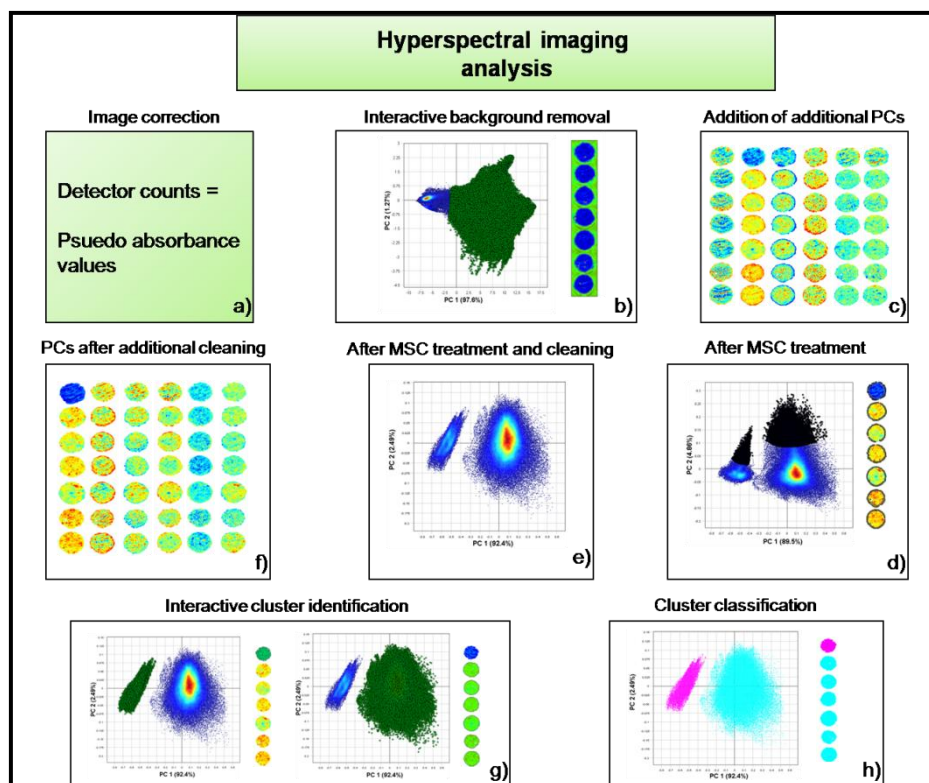 Hyperspectral imaging
analysis
Image correction
Detector counts =
Psuedo absorbance
values
a)
Interactive background removal
PC 2 (1.27%)
PC 1 (97.6%)
b)
Addition of additional PCs
c)
PCs after additional cleaning
f)
After MSC treatment and cleaning
PC 2 (2.49%)
PC 1 (92.4%)
e)
After MSC treatment
PC 2 (4.86%)
PC 1 (89.5%)
d)
Interactive cluster identification
PC 2 (2.49%)
PC 1 (92.4%)
PC 2 (2.49%)
PC 1 (92.4%)
g)
Cluster classification
PC 2 (2.49%)
PC 1 (92.4%)
h)